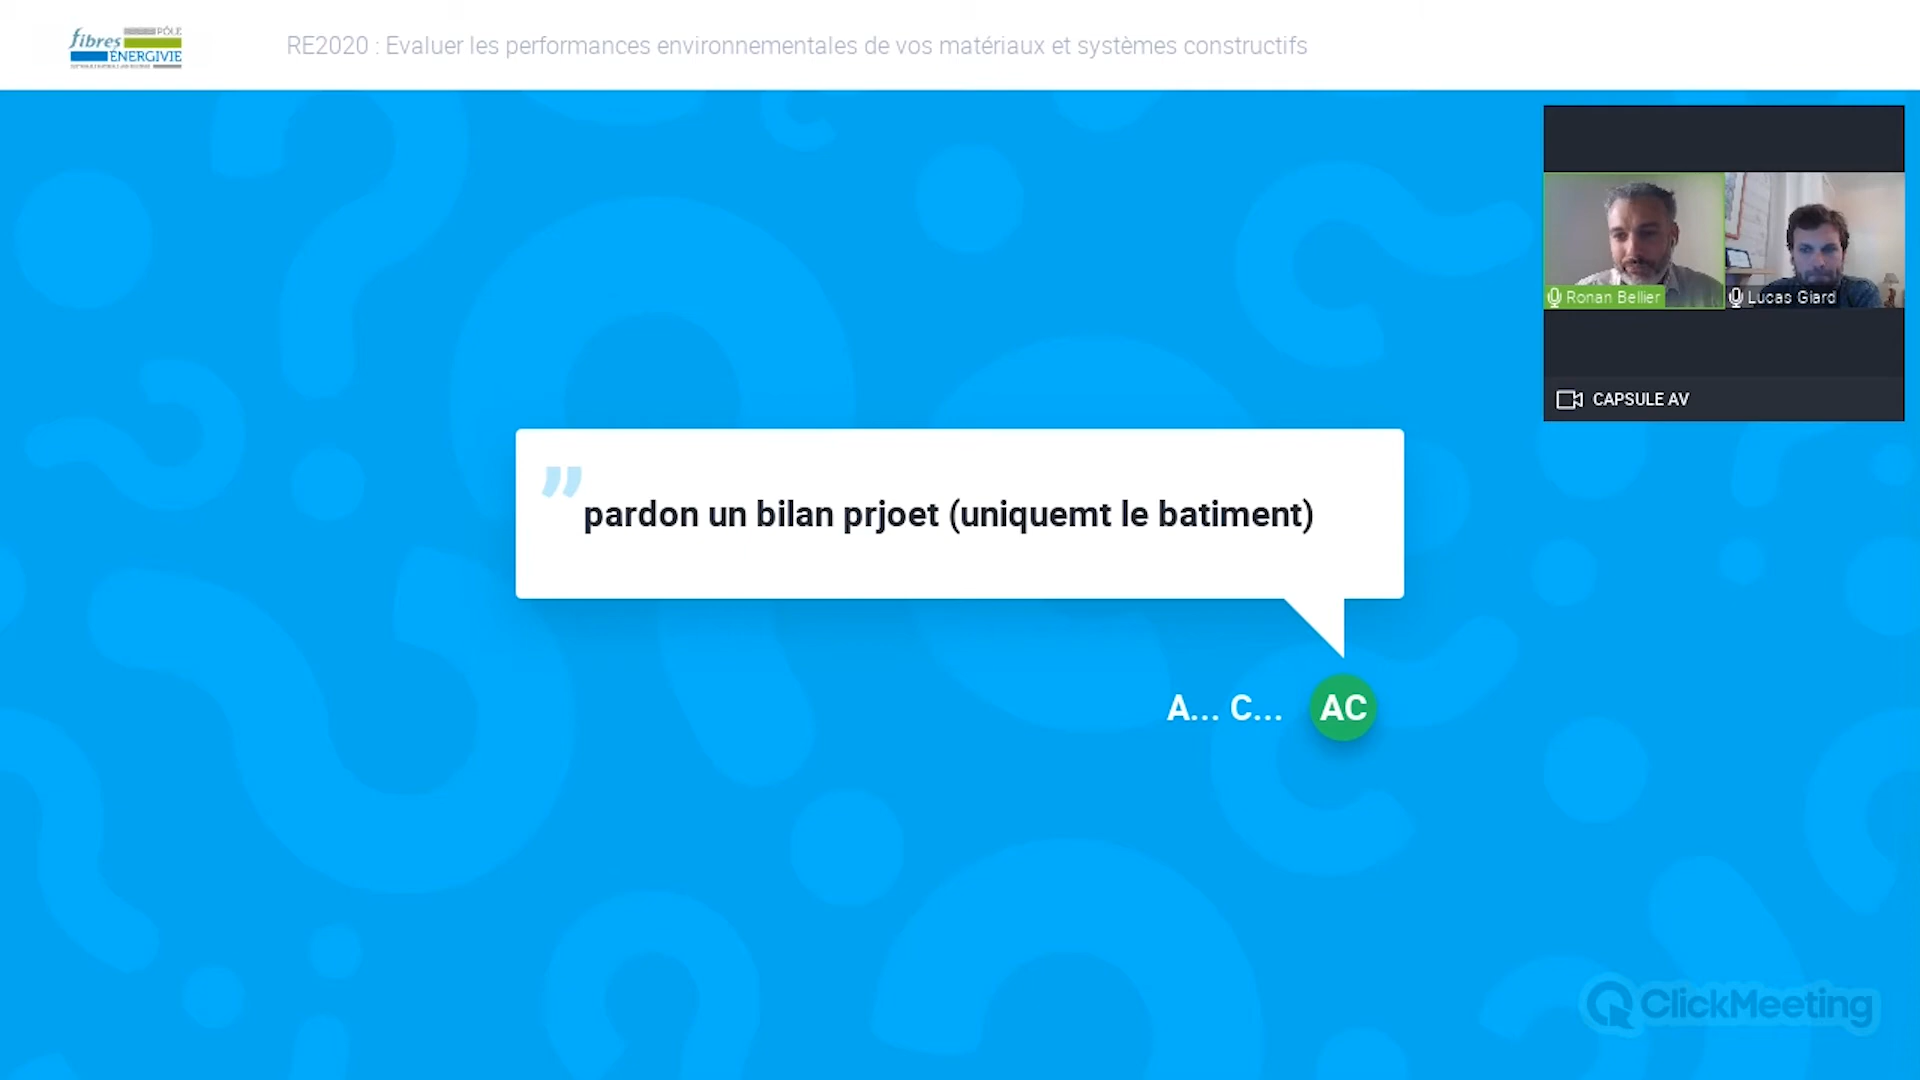 fibres PÔLE
ÉNERGIVIE
RE2020 : Evaluer les performances environnementales de vos matériaux et systèmes constructifs
Ronan Bellier
Lucas Giard
CAPSULE AV
” pardon un bilan prjoet (uniquemt le batiment)
A... C... AC
ClickMeeting